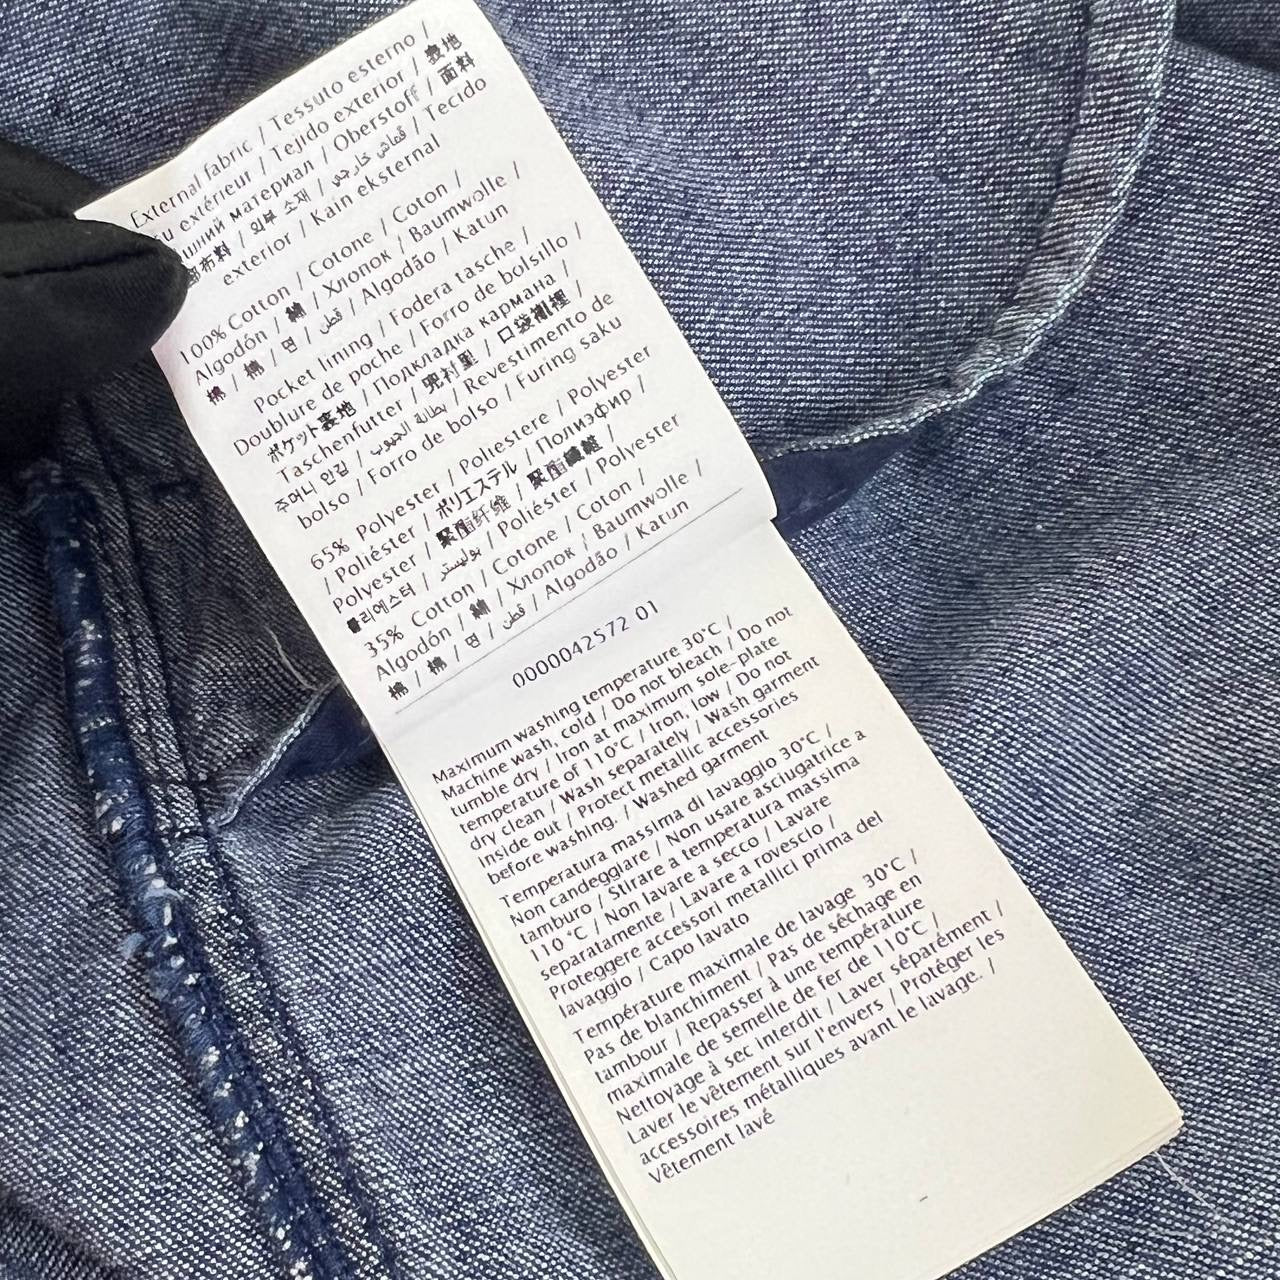 External fabric / Tessuto esterno /
extérieur / Tejido exterior / 表地
материал / Oberstoff / 面料
布料 / 외부 소재 / قماش خارجي / Tecido
exterior / Kain eksternal
100% Cotton / Cotone / Coton /
Algodón / 綿 / Хлопок / Baumwolle /
棉 / 棉 / 면 / قطن / Algodão / Katun
Pocket lining / Fodera tasche /
Doublure de poche / Forro de bolsillo /
ポケット裏地 / Подкладка кармана /
Taschenfutter / 兜衬里 / 口袋襯裡 /
주머니 안감 / بطانة الجيوب / Revestimento de
bolso / Forro de bolso / Furing saku
65% Polyester / Poliestere / Polyester
/ Poliéster / ポリエステル / Полиэфир /
Polyester / 聚酯纤维 / 聚酯纖維 /
폴리에스터 / بوليستر / Poliéster / Polyester
35% Cotton / Cotone / Coton /
Algodón / 綿 / Хлопок / Baumwolle /
棉 / 棉 / 면 / قطن / Algodão / Katun
0000042572 01
Maximum washing temperature 30°C /
Machine wash, cold / Do not bleach / Do not
tumble dry / Iron at maximum sole-plate
temperature of 110°C / Iron, low / Do not
dry clean / Wash separately / Wash garment
inside out / Protect metallic accessories
before washing. / Washed garment
Temperatura massima di lavaggio 30°C /
Non candeggiare / Non usare asciugatrice a
tamburo / Stirare a temperatura massima
110 °C / Non lavare a secco / Lavare
separatamente / Lavare a rovescio /
Proteggere accessori metallici prima del
lavaggio / Capo lavato
Température maximale de lavage 30°C /
Pas de blanchiment / Pas de séchage en
tambour / Repasser à une température
maximale de semelle de fer de 110°C /
Nettoyage à sec interdit / Laver séparément /
Laver le vêtement sur l'envers / Protéger les
accessoires métalliques avant le lavage. /
Vêtement lavé